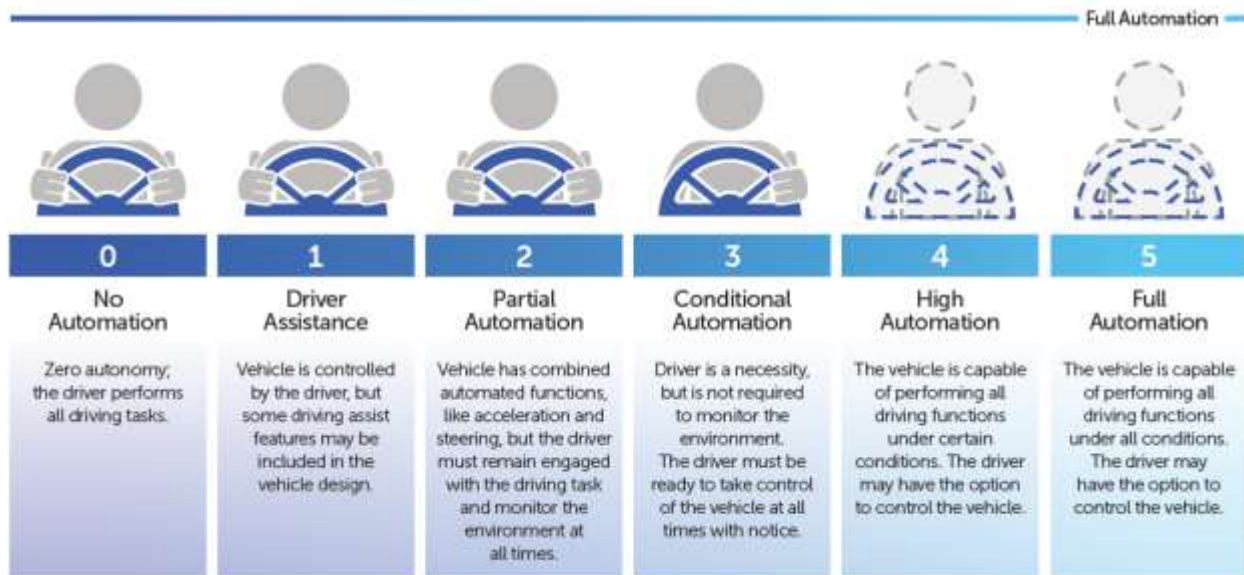 Full Automation
0
No
Automation
Zero autonomy;
the driver performs
all driving tasks.
1
Driver
Assistance
Vehicle is controlled
by the driver, but
some driving assist
features may be
included in the
vehicle design.
2
Partial
Automation
Vehicle has combined
automated functions,
like acceleration and
steering, but the driver
must remain engaged
with the driving task
and monitor the
environment at
all times.
3
Conditional
Automation
Driver is a necessity,
but is not required
to monitor the
environment.
The driver must be
ready to take control
of the vehicle at all
times with notice.
4
High
Automation
The vehicle is capable
of performing all
driving functions
under certain
conditions. The driver
may have the option
to control the vehicle.
5
Full
Automation
The vehicle is capable
of performing all
driving functions
under all conditions.
The driver may
have the option to
control the vehicle.